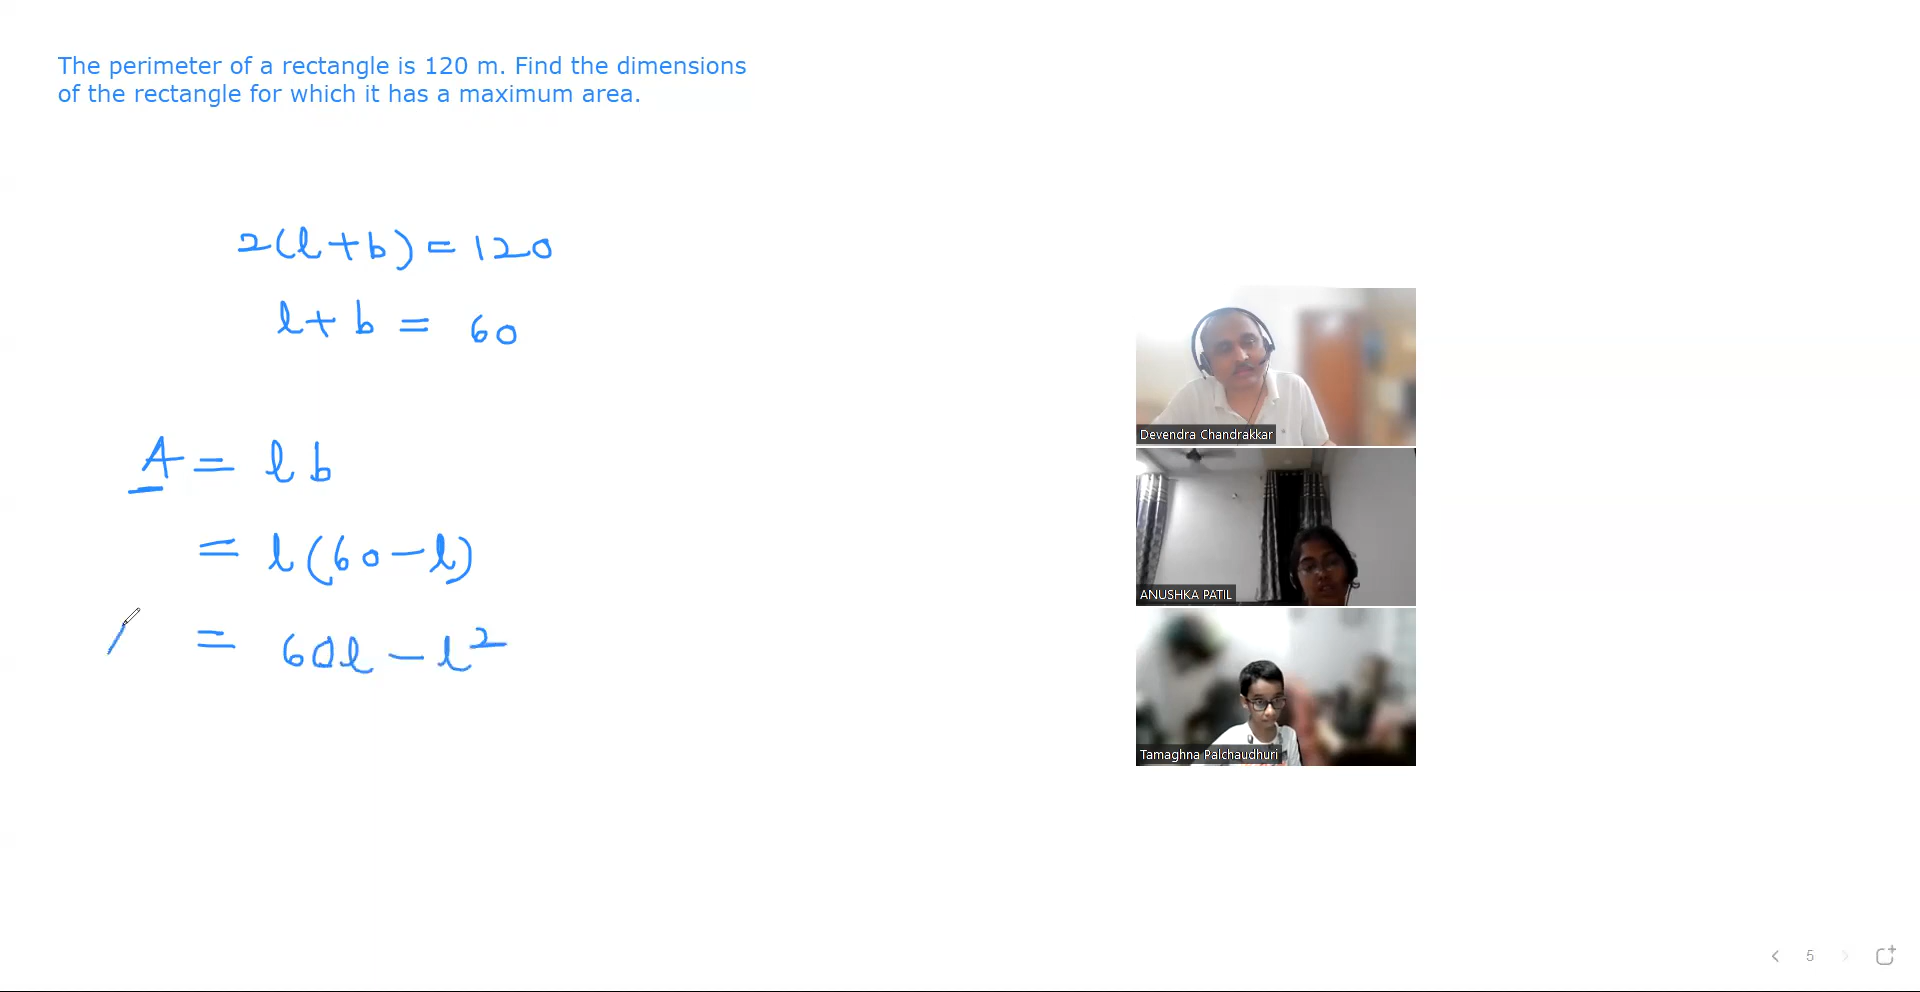 The perimeter of a rectangle is 120 m. Find the dimensions
of the rectangle for which it has a maximum area.
2(l+b) = 120
l + b = 60
A = l b
= l(60-l)
= 60l - l²
Devendra Chandrakkar
ANUSHKA PATIL
Tamaghna Palchaudhuri
5